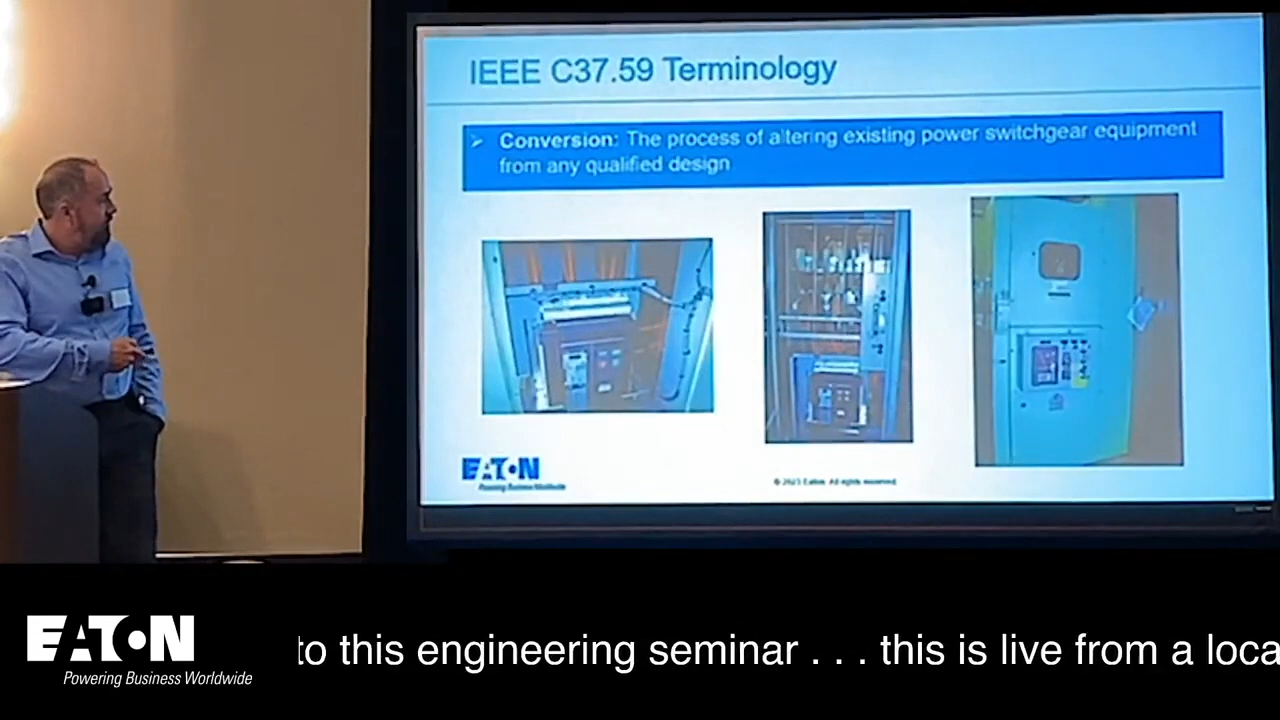 IEEE C37.59 Terminology
➢ Conversion: The process of altering existing power switchgear equipment
from any qualified design
EATON
Powering Business Worldwide
© 2023 Eaton. All rights reserved.
EATON
Powering Business Worldwide
to this engineering seminar . . . this is live from a loca